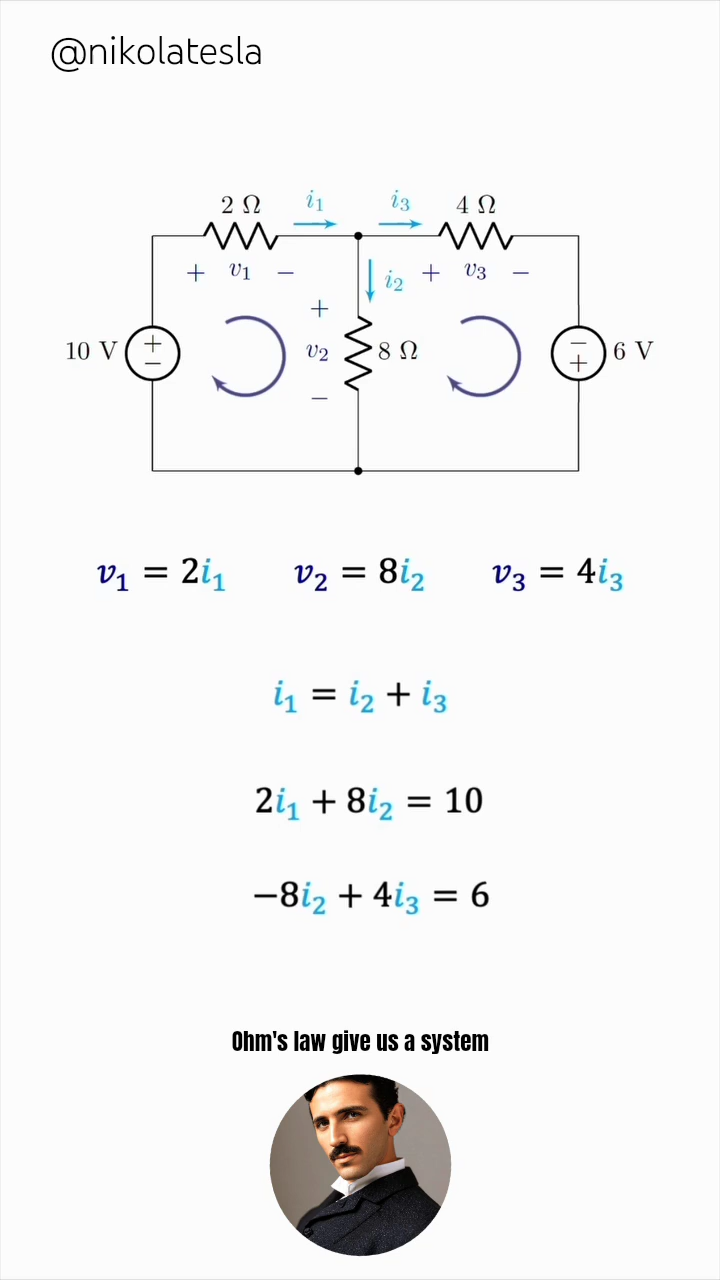 @nikolatesla
2 Ω i₁ i₃ 4 Ω
+ v₁ − i₂ + v₃ −
+
10 V + − v₂ 8 Ω − + 6 V
−
v₁ = 2i₁ v₂ = 8i₂ v₃ = 4i₃
i₁ = i₂ + i₃
2i₁ + 8i₂ = 10
−8i₂ + 4i₃ = 6
Ohm's law give us a system